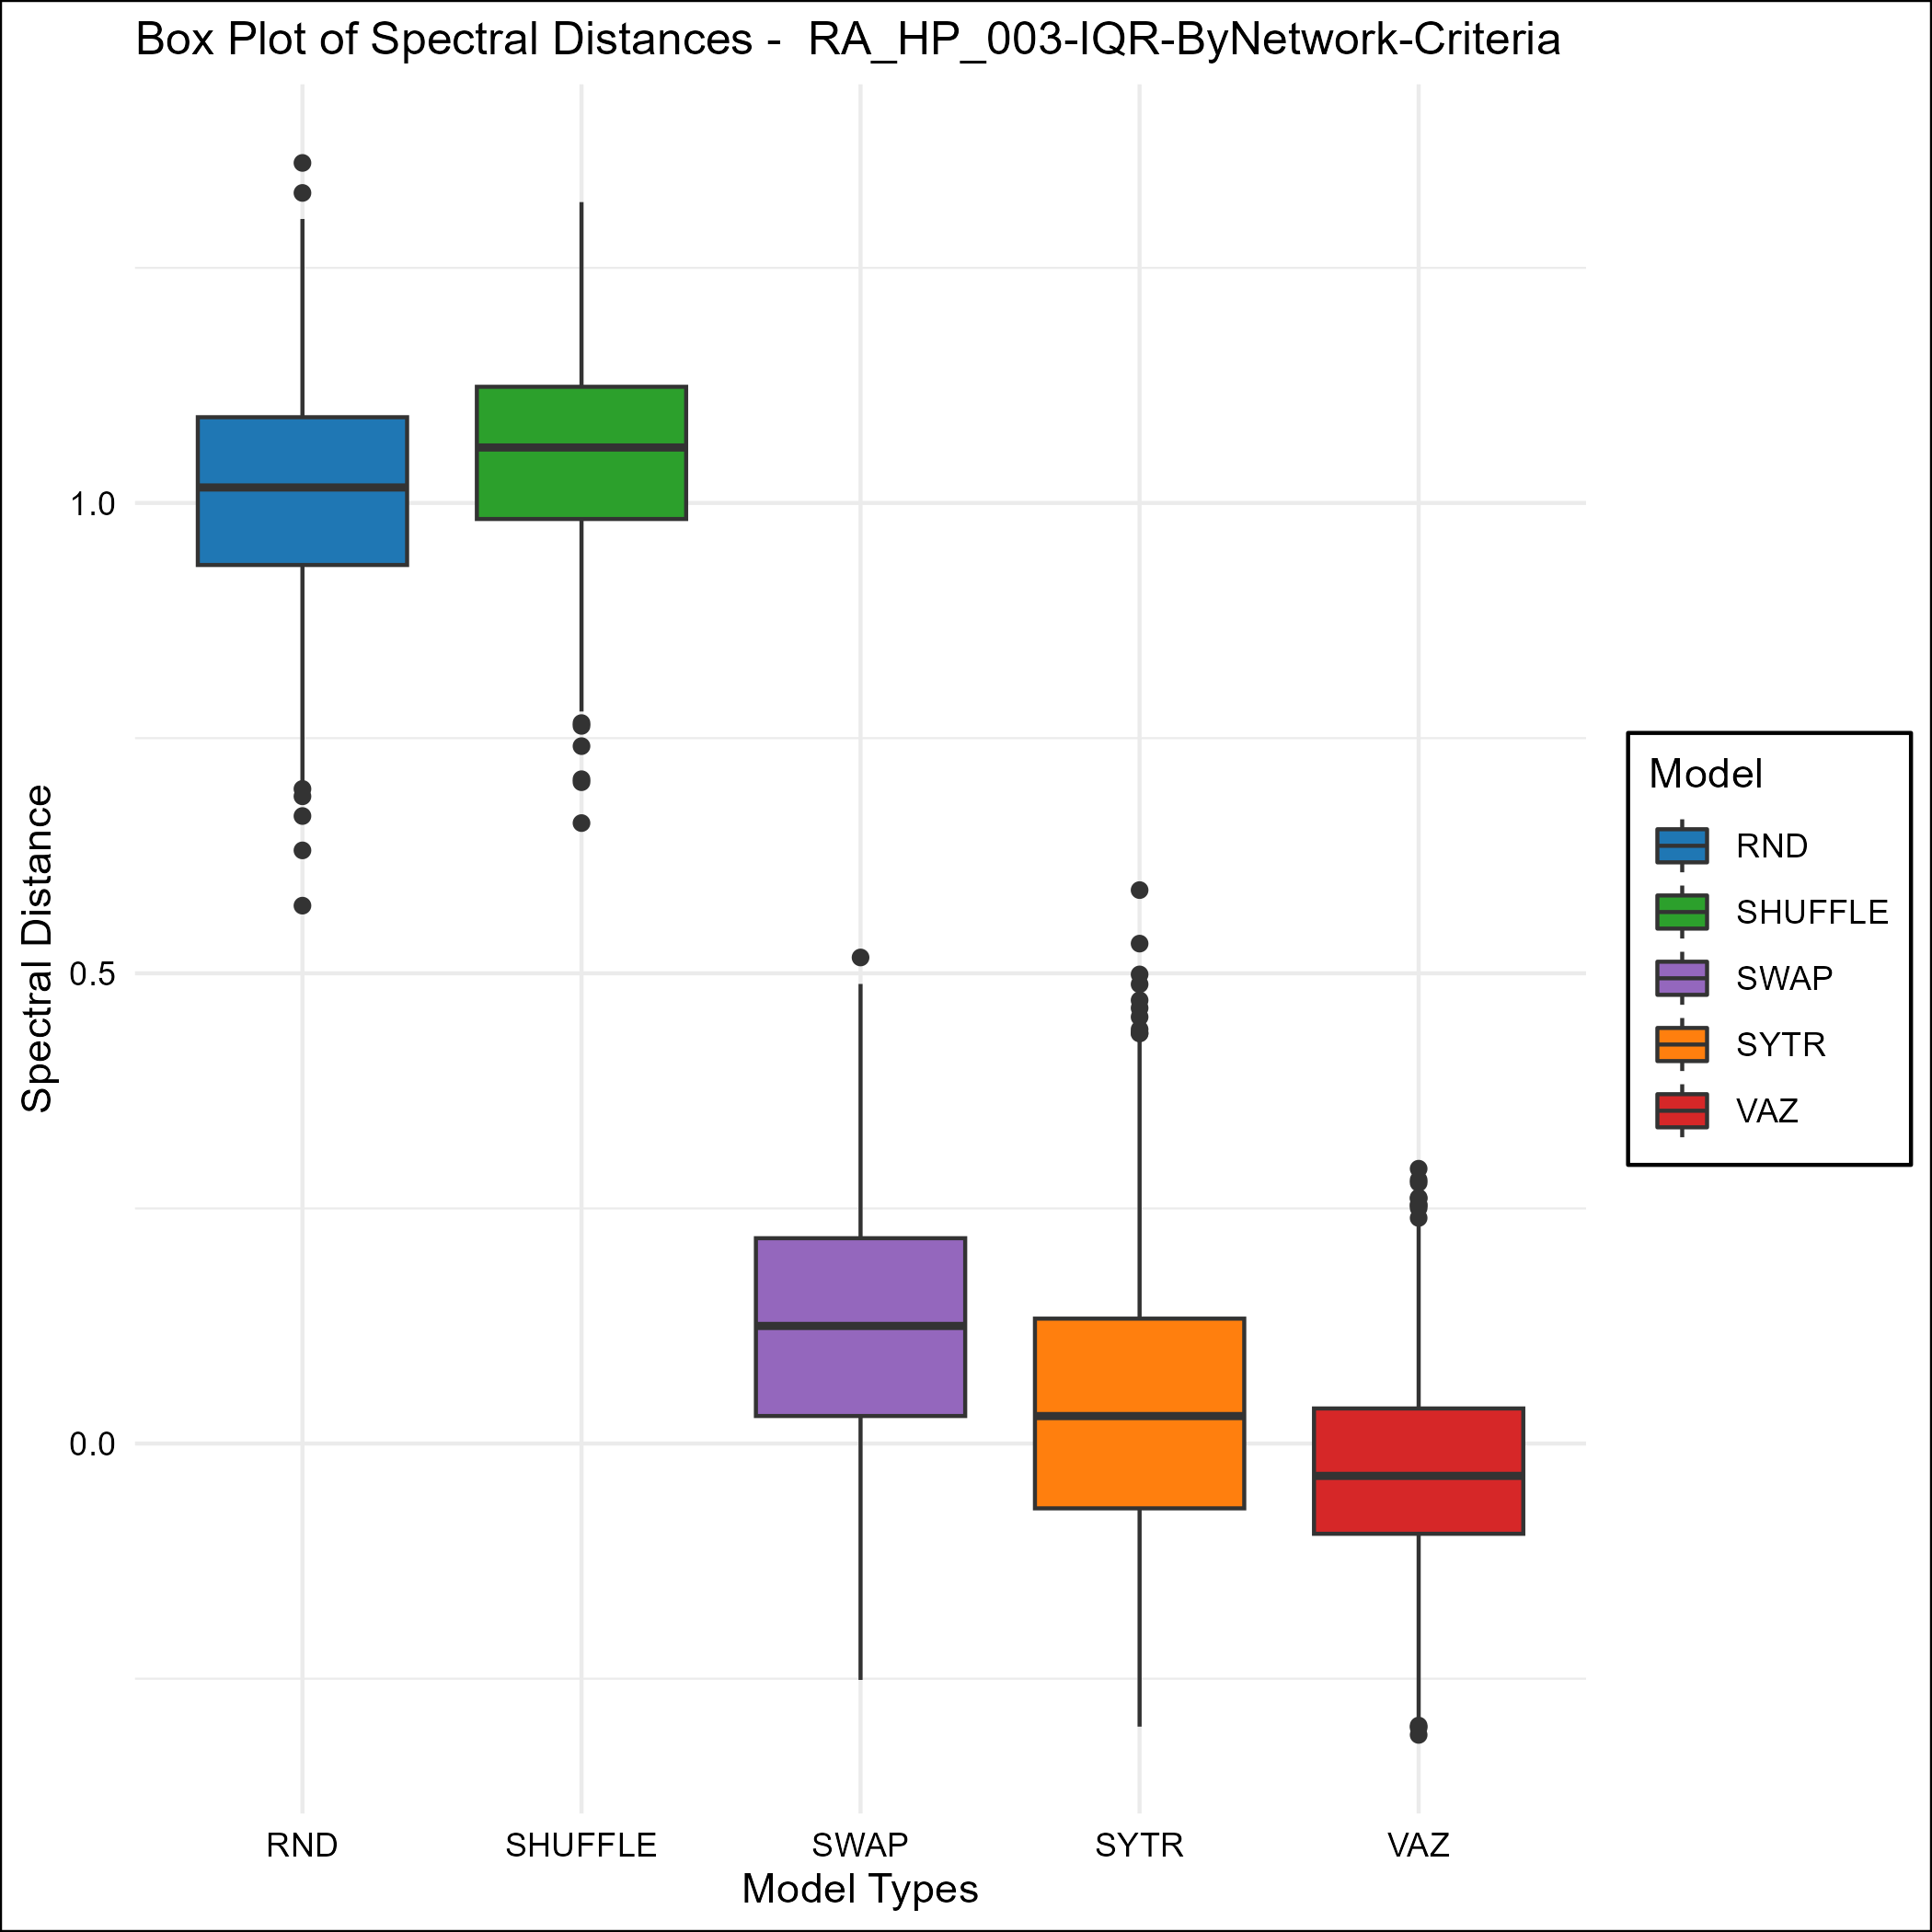 Box Plot of Spectral Distances -  RA_HP_003-IQR-ByNetwork-Criteria
Spectral Distance
1.0
0.5
0.0
RND
SHUFFLE
SWAP
SYTR
VAZ
Model Types
Model
RND
SHUFFLE
SWAP
SYTR
VAZ